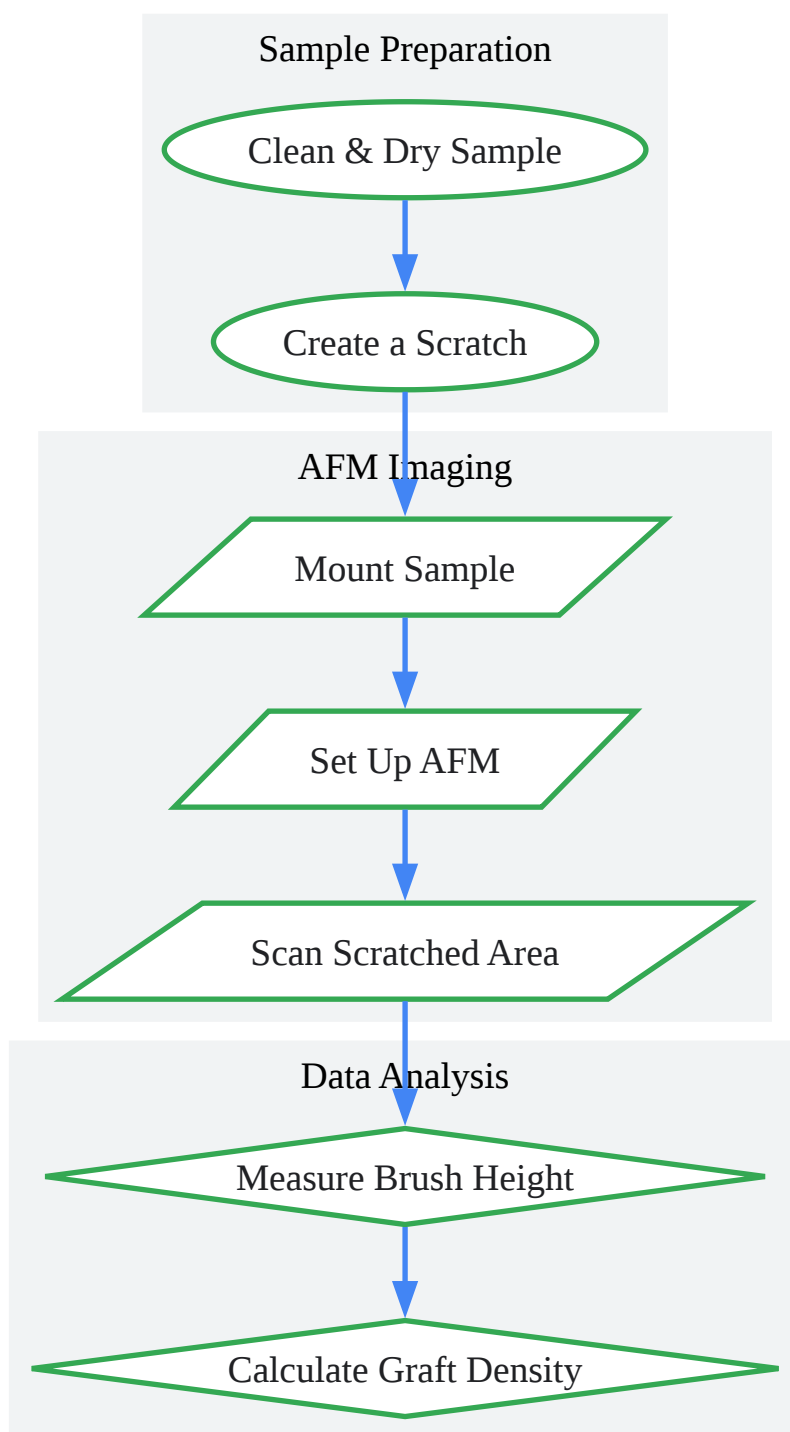 Sample Preparation
Clean & Dry Sample
Create a Scratch
AFM Imaging
Mount Sample
Set Up AFM
Scan Scratched Area
Data Analysis
Measure Brush Height
Calculate Graft Density